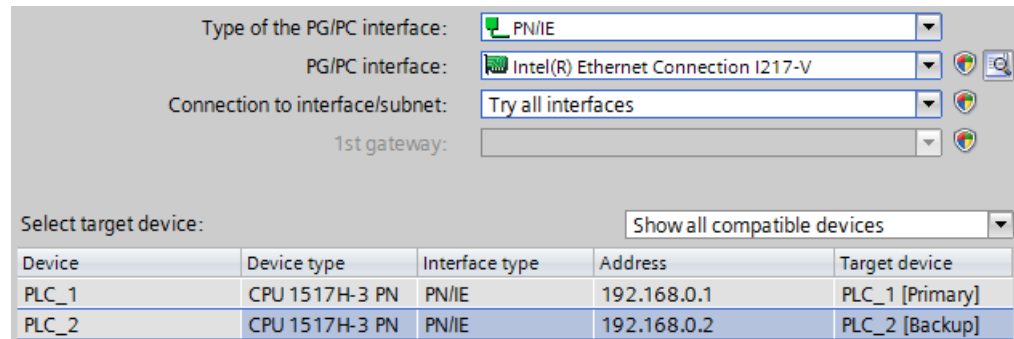 Type of the PG/PC interface: PN/IE
PG/PC interface: Intel(R) Ethernet Connection I217-V
Connection to interface/subnet: Try all interfaces
1st gateway:
Select target device: Show all compatible devices
Device Device type Interface type Address Target device
PLC_1 CPU 1517H-3 PN PN/IE 192.168.0.1 PLC_1 [Primary]
PLC_2 CPU 1517H-3 PN PN/IE 192.168.0.2 PLC_2 [Backup]